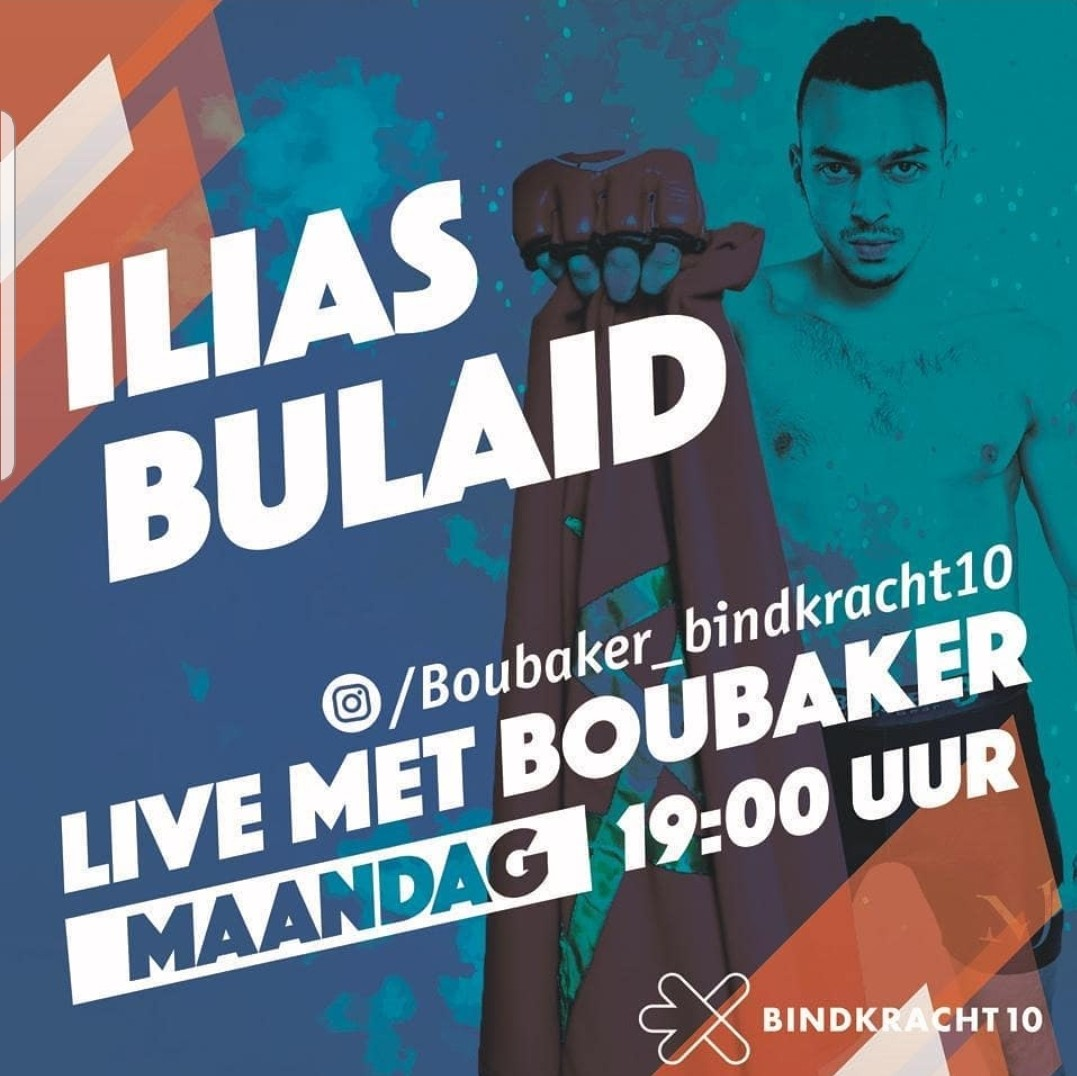 ILIAS
BULAID
/Boubaker_bindkracht10
LIVE MET BOUBAKER
MAANDAG 19:00 UUR
BINDKRACHT10